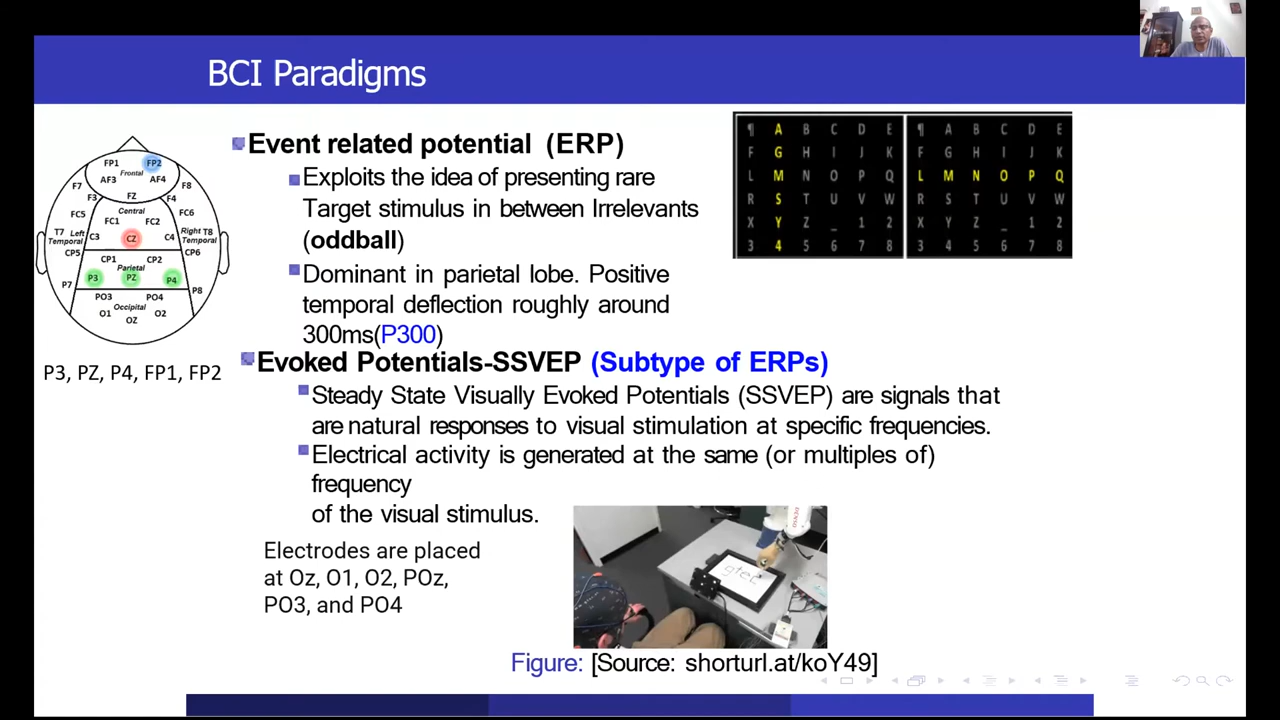 BCI Paradigms
Event related potential (ERP)
Exploits the idea of presenting rare
Target stimulus in between Irrelevants
(oddball)
Dominant in parietal lobe. Positive
temporal deflection roughly around
300ms(P300)
Evoked Potentials-SSVEP (Subtype of ERPs)
Steady State Visually Evoked Potentials (SSVEP) are signals that
are natural responses to visual stimulation at specific frequencies.
Electrical activity is generated at the same (or multiples of)
frequency
of the visual stimulus.
Electrodes are placed
at Oz, O1, O2, POz,
PO3, and PO4
Figure: [Source: shorturl.at/koY49]
FP1 FP2
Frontal
AF3 AF4
F7 F8
F3 FZ F4
Central
FC5 FC1 FC2 FC6
T7 Left Temporal C3 CZ C4 Right T8 Temporal
CP5 CP1 CP2 CP6
Parietal
P7 P3 PZ P4 P8
PO3 PO4
Occipital
O1 O2
OZ
P3, PZ, P4, FP1, FP2
¶ A B C D E ¶ A B C D E
F G H I J K F G H I J K
L M N O P Q L M N O P Q
R S T U V W R S T U V W
X Y Z _ 1 2 X Y Z _ 1 2
3 4 5 6 7 8 3 4 5 6 7 8
DENSO
gtec